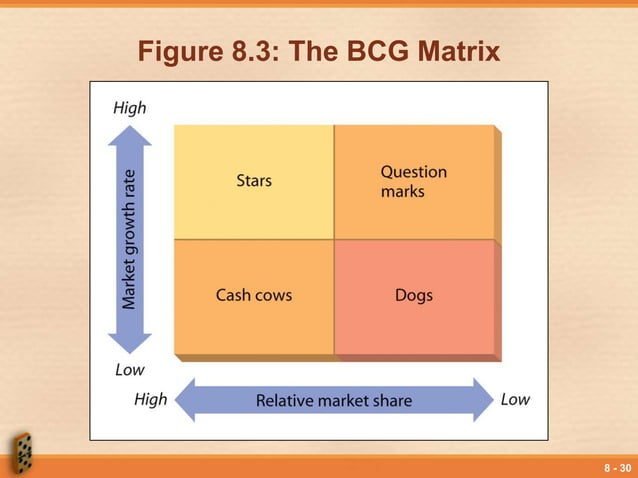 Figure 8.3: The BCG Matrix
High
Market growth rate
Stars
Question
marks
Cash cows
Dogs
Low
High
Relative market share
Low
8 - 30